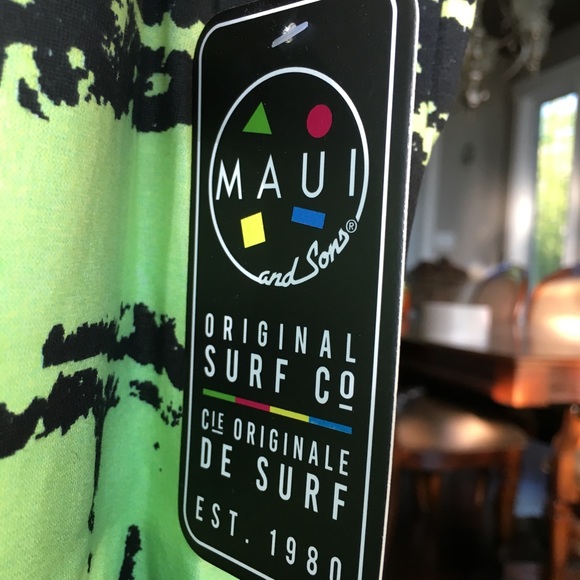 MAUI
and Sons®
ORIGINAL
SURF CO
CIE ORIGINALE
DE SURF
EST. 1980